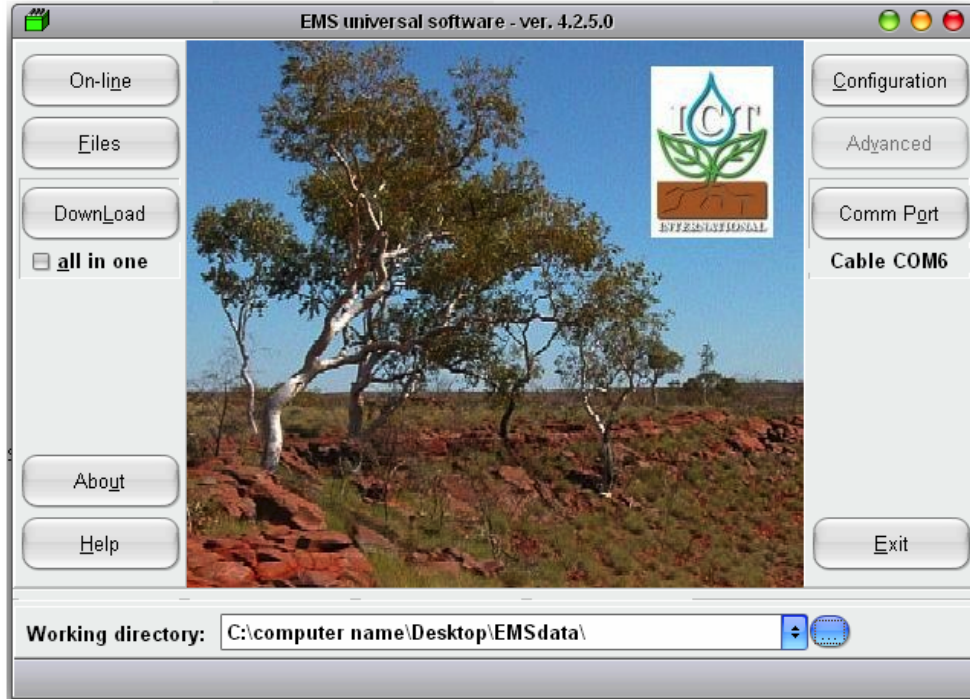 EMS universal software - ver. 4.2.5.0
On-line
Files
DownLoad
all in one
About
Help
ICT
INTERNATIONAL
Configuration
Advanced
Comm Port
Cable COM6
Exit
Working directory: C:\computer name\Desktop\EMSdata\
...